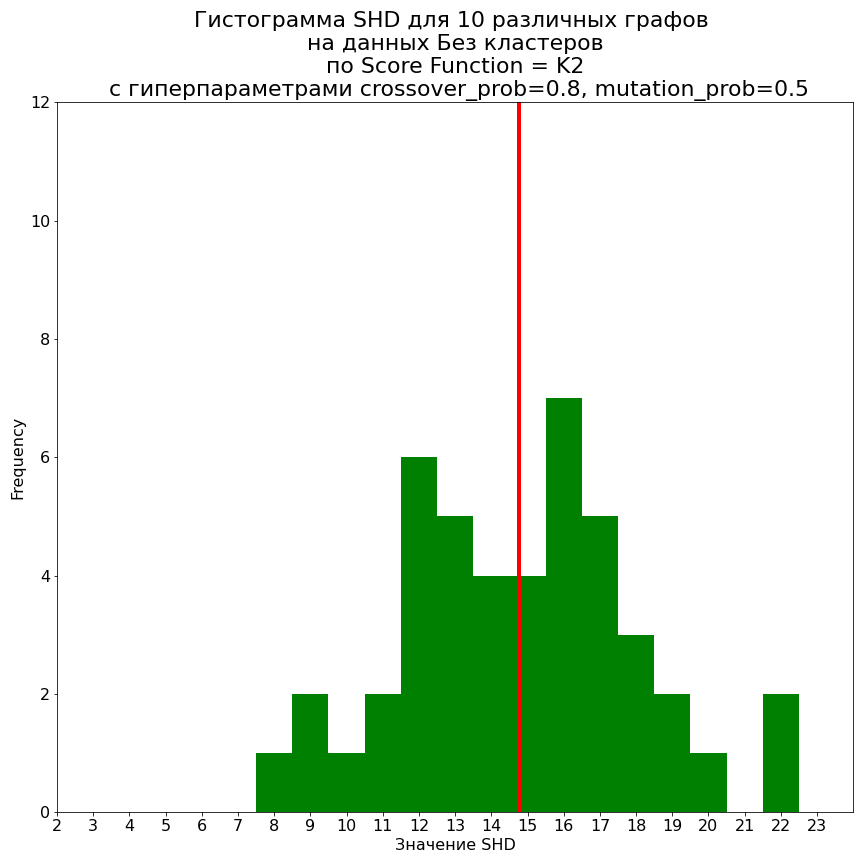 Гистограмма SHD для 10 различных графов
на данных Без кластеров
по Score Function = K2
с гиперпараметрами crossover_prob=0.8, mutation_prob=0.5
12
10
8
6
4
2
0
Frequency
2 3 4 5 6 7 8 9 10 11 12 13 14 15 16 17 18 19 20 21 22 23
Значение SHD